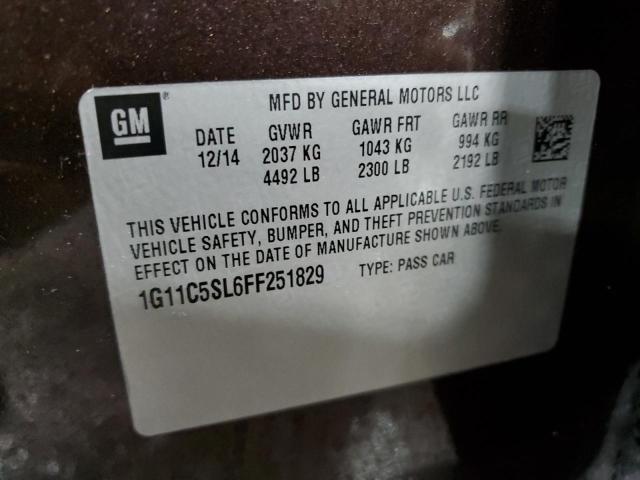 GM®
MFD BY GENERAL MOTORS LLC
DATE GVWR GAWR FRT GAWR RR
12/14 2037 KG 1043 KG 994 KG
4492 LB 2300 LB 2192 LB
THIS VEHICLE CONFORMS TO ALL APPLICABLE U.S. FEDERAL MOTOR
VEHICLE SAFETY, BUMPER, AND THEFT PREVENTION STANDARDS IN
EFFECT ON THE DATE OF MANUFACTURE SHOWN ABOVE.
1G11C5SL6FF251829 TYPE: PASS CAR